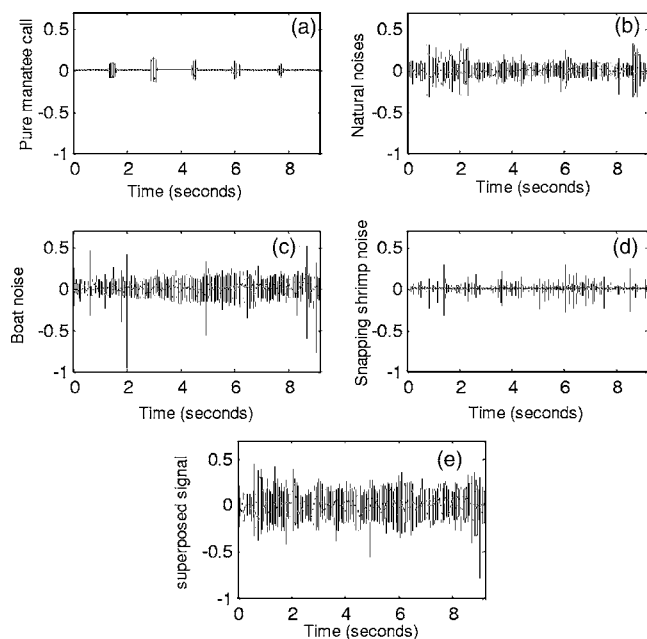 (a)
Pure manatee call
0.5
0
-0.5
-1
0 2 4 6 8
Time (seconds)
(b)
Natural noises
0.5
0
-0.5
-1
0 2 4 6 8
Time (seconds)
(c)
Boat noise
0.5
0
-0.5
-1
0 2 4 6 8
Time (seconds)
(d)
Snapping shrimp noise
0.5
0
-0.5
-1
0 2 4 6 8
Time (seconds)
(e)
superposed signal
0.5
0
-0.5
-1
0 2 4 6 8
Time (seconds)